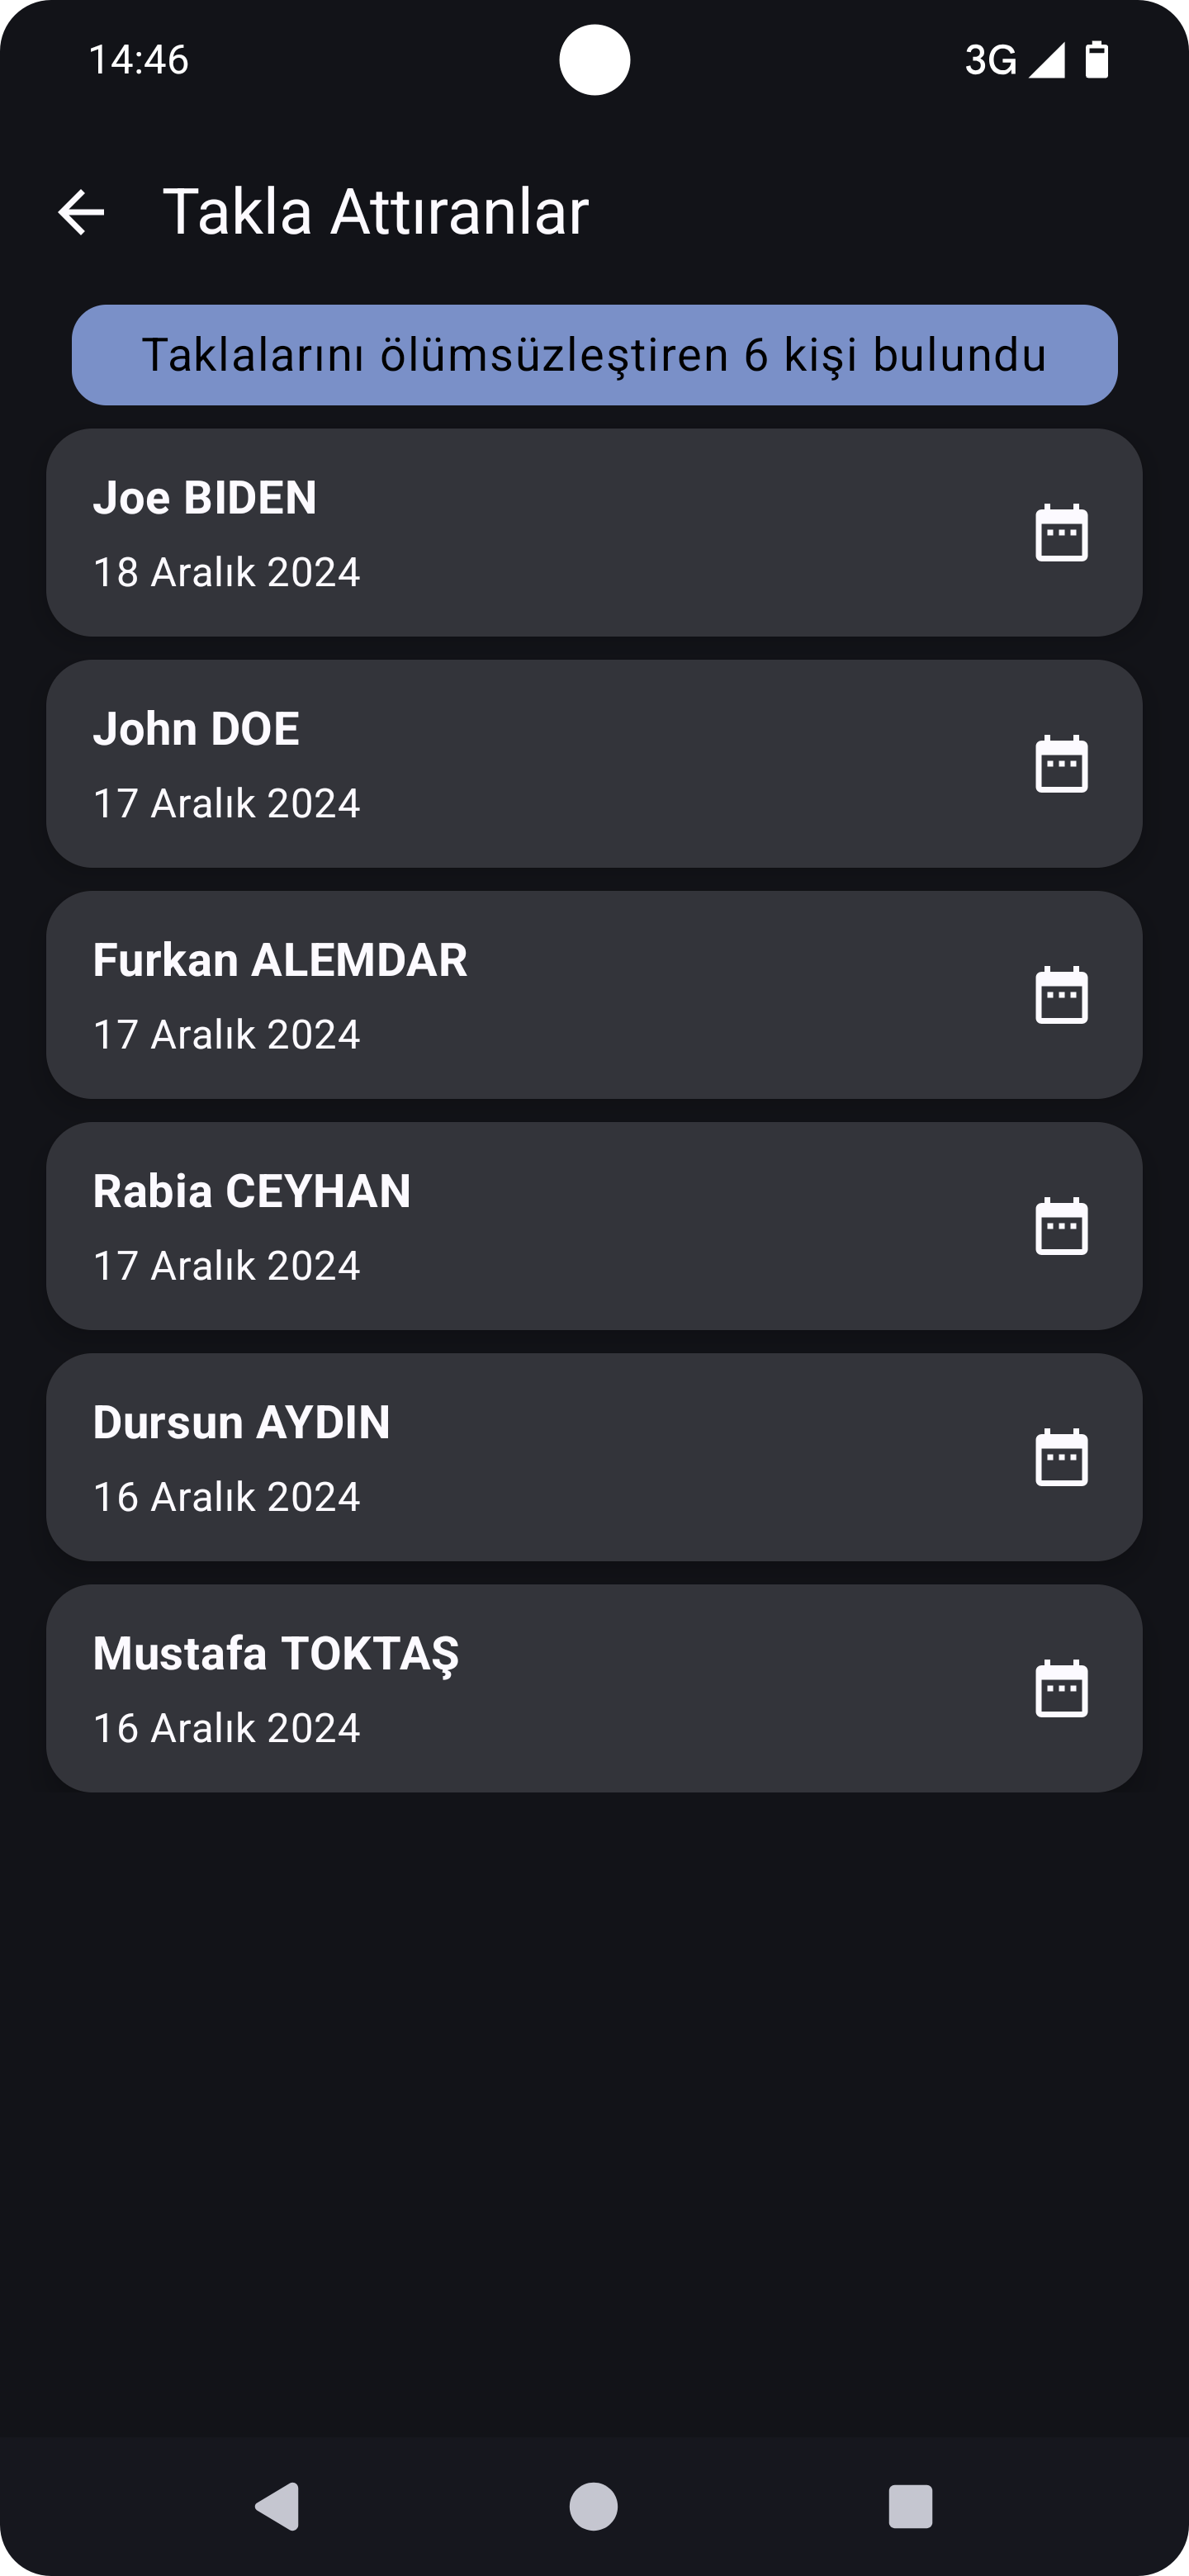 14:46
3G
Takla Attıranlar
Taklalarını ölümsüzleştiren 6 kişi bulundu
Joe BIDEN
18 Aralık 2024
John DOE
17 Aralık 2024
Furkan ALEMDAR
17 Aralık 2024
Rabia CEYHAN
17 Aralık 2024
Dursun AYDIN
16 Aralık 2024
Mustafa TOKTAŞ
16 Aralık 2024